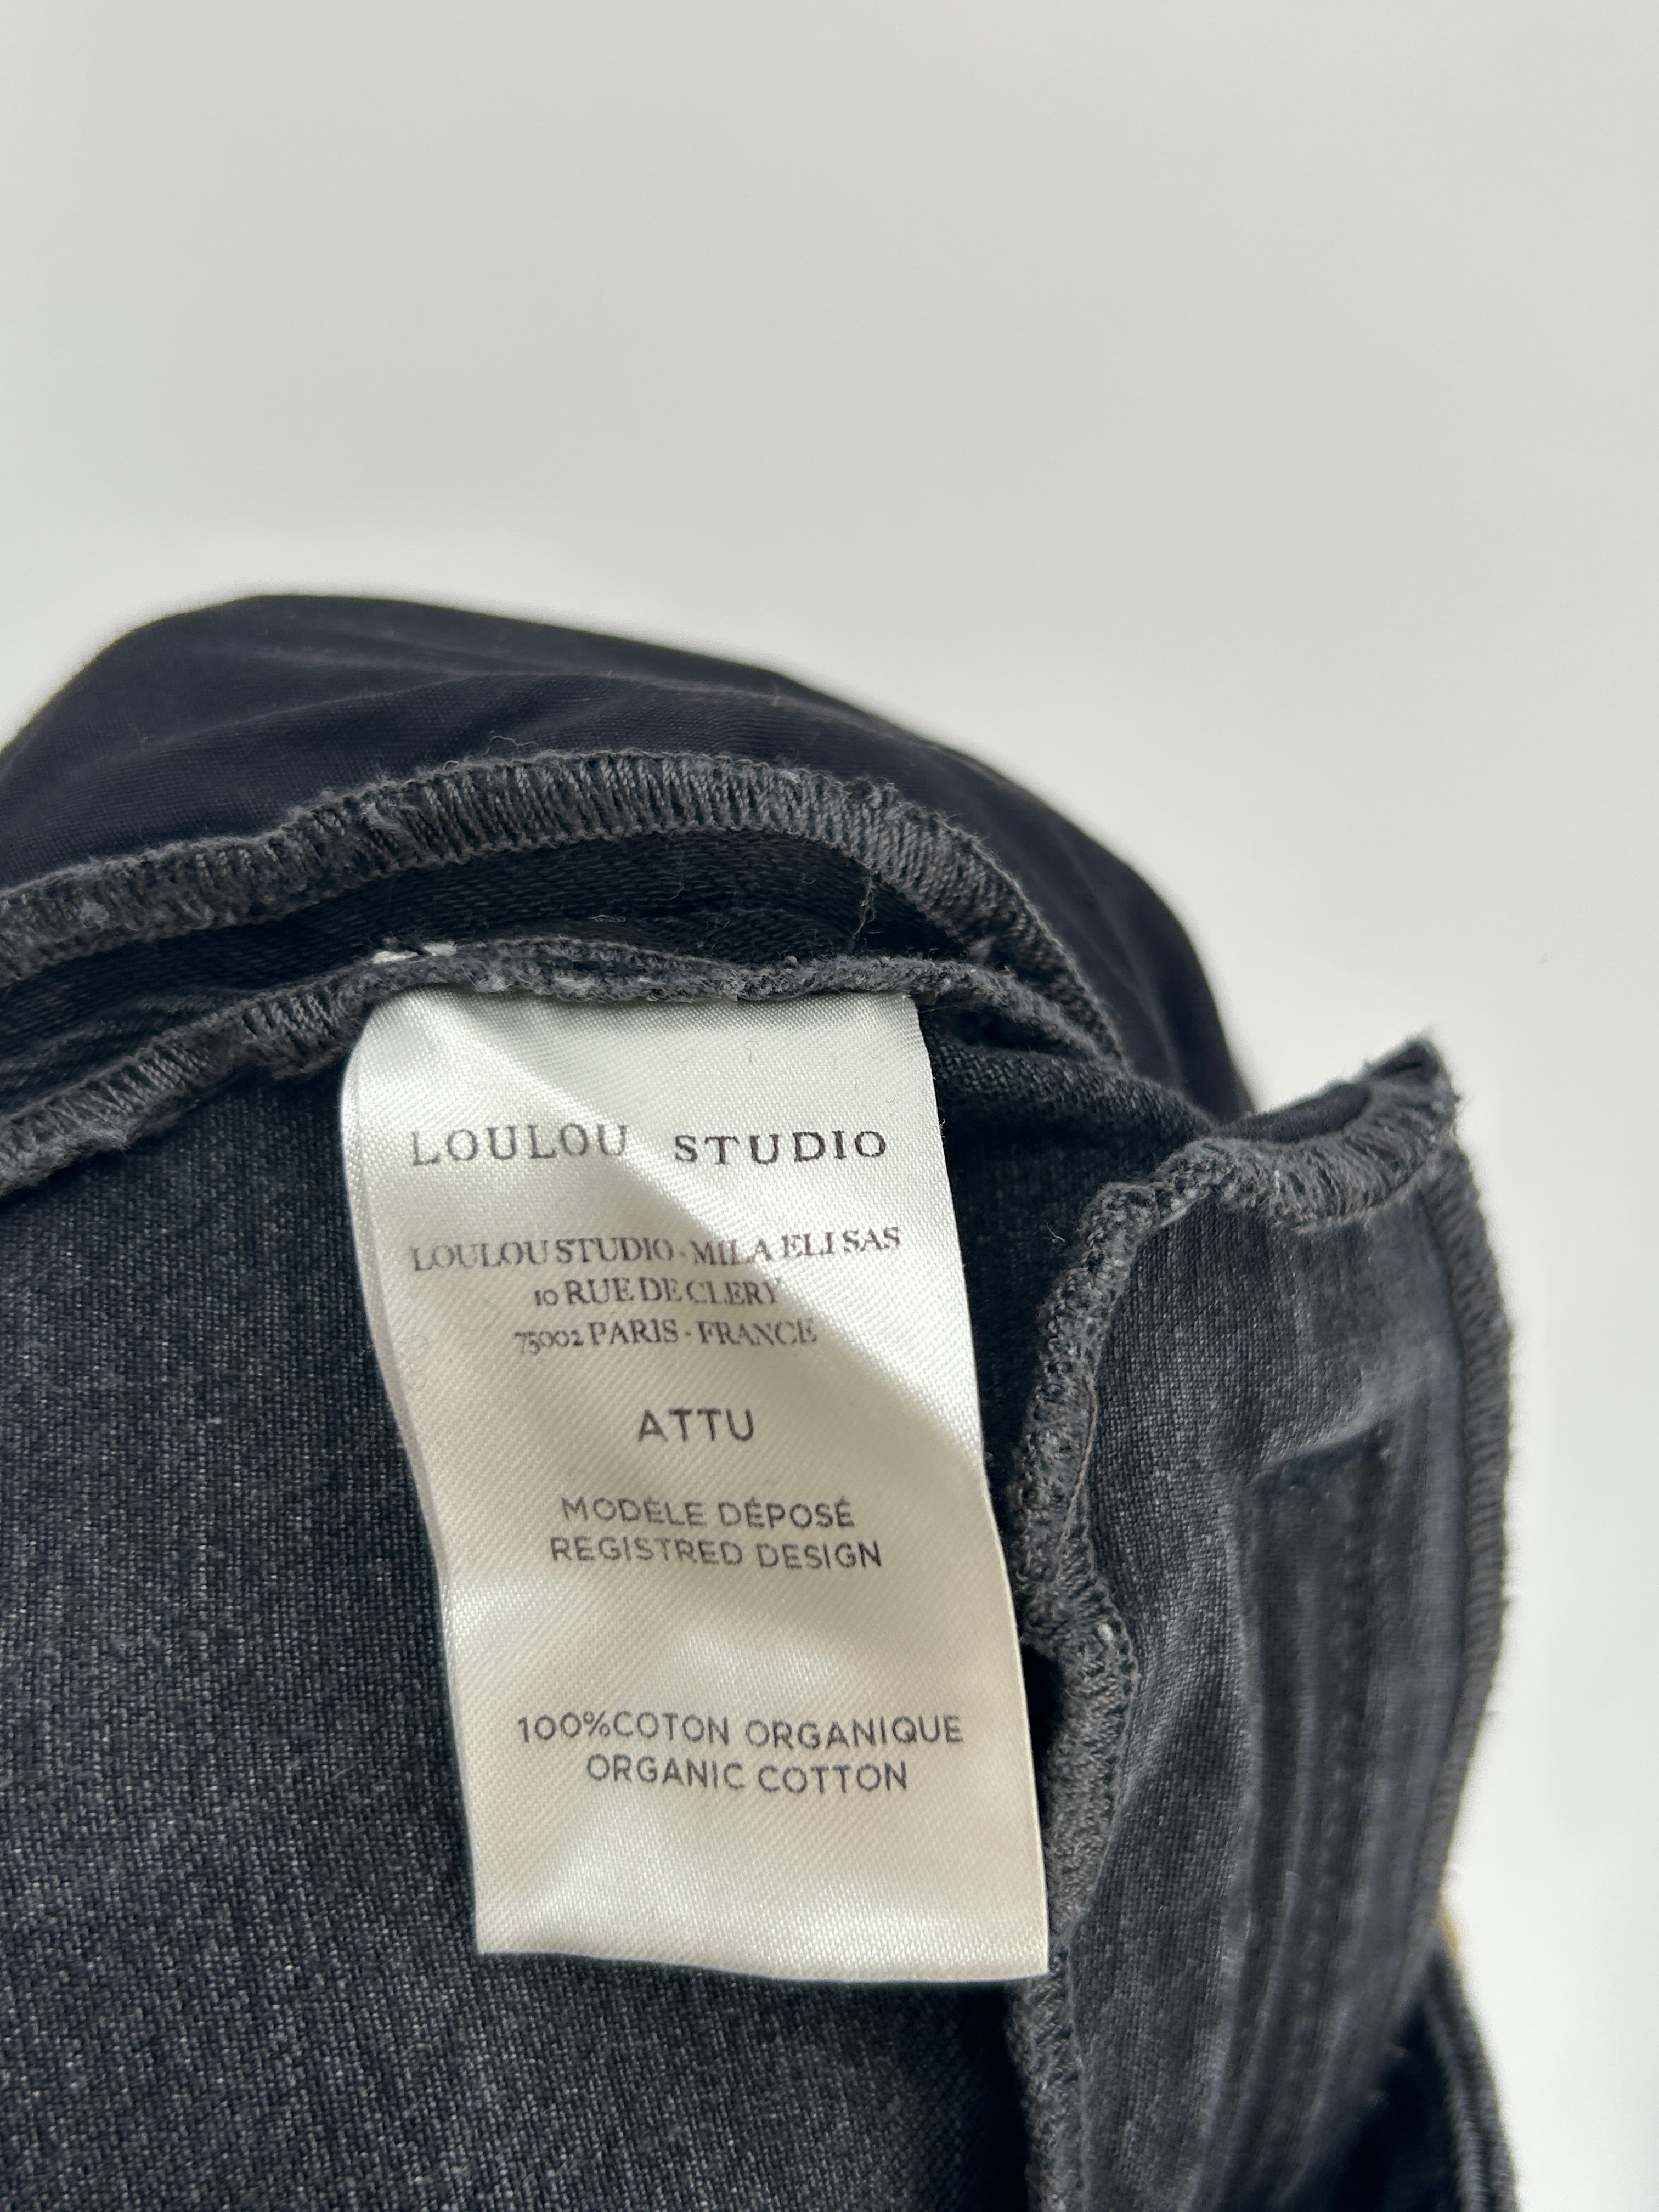 LOULOU STUDIO
LOULOU STUDIO - MILA ELI SAS
10 RUE DE CLERY
75002 PARIS - FRANCE
ATTU
MODÈLE DÉPOSÉ
REGISTRED DESIGN
100%COTON ORGANIQUE
ORGANIC COTTON